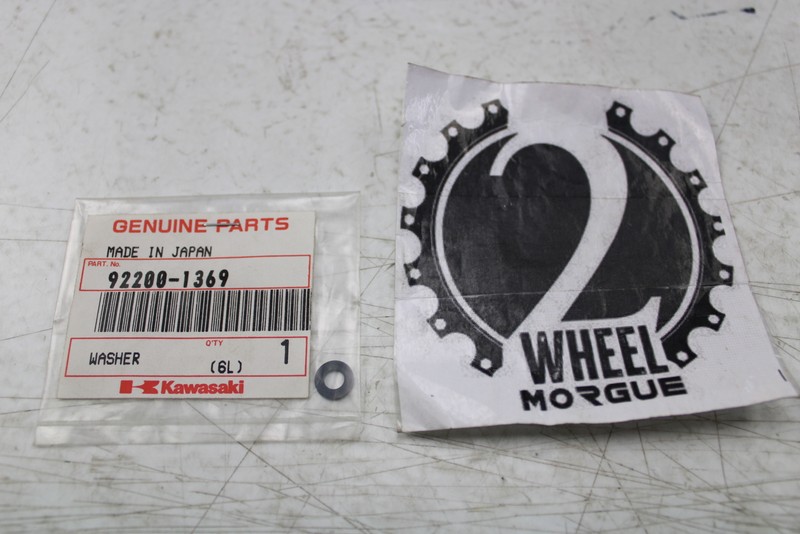 GENUINE PARTS
MADE IN JAPAN
PART. No.
92200-1369
Q'TY
WASHER (6L) 1
Kawasaki
2
WHEEL
MORGUE